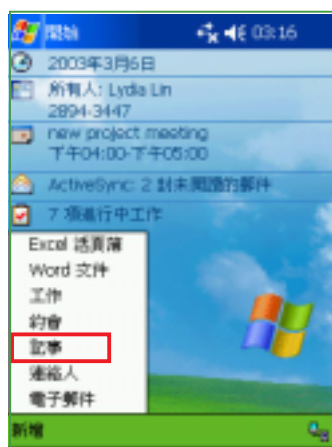 開始 03:16
2003年3月6日
所有人: Lydia Lin
2894-3447
new project meeting
下午04:00-下午05:00
ActiveSync: 2 封未閱讀的郵件
7 項進行中工作
Excel 活頁簿
Word 文件
工作
約會
記事
連絡人
電子郵件
新增